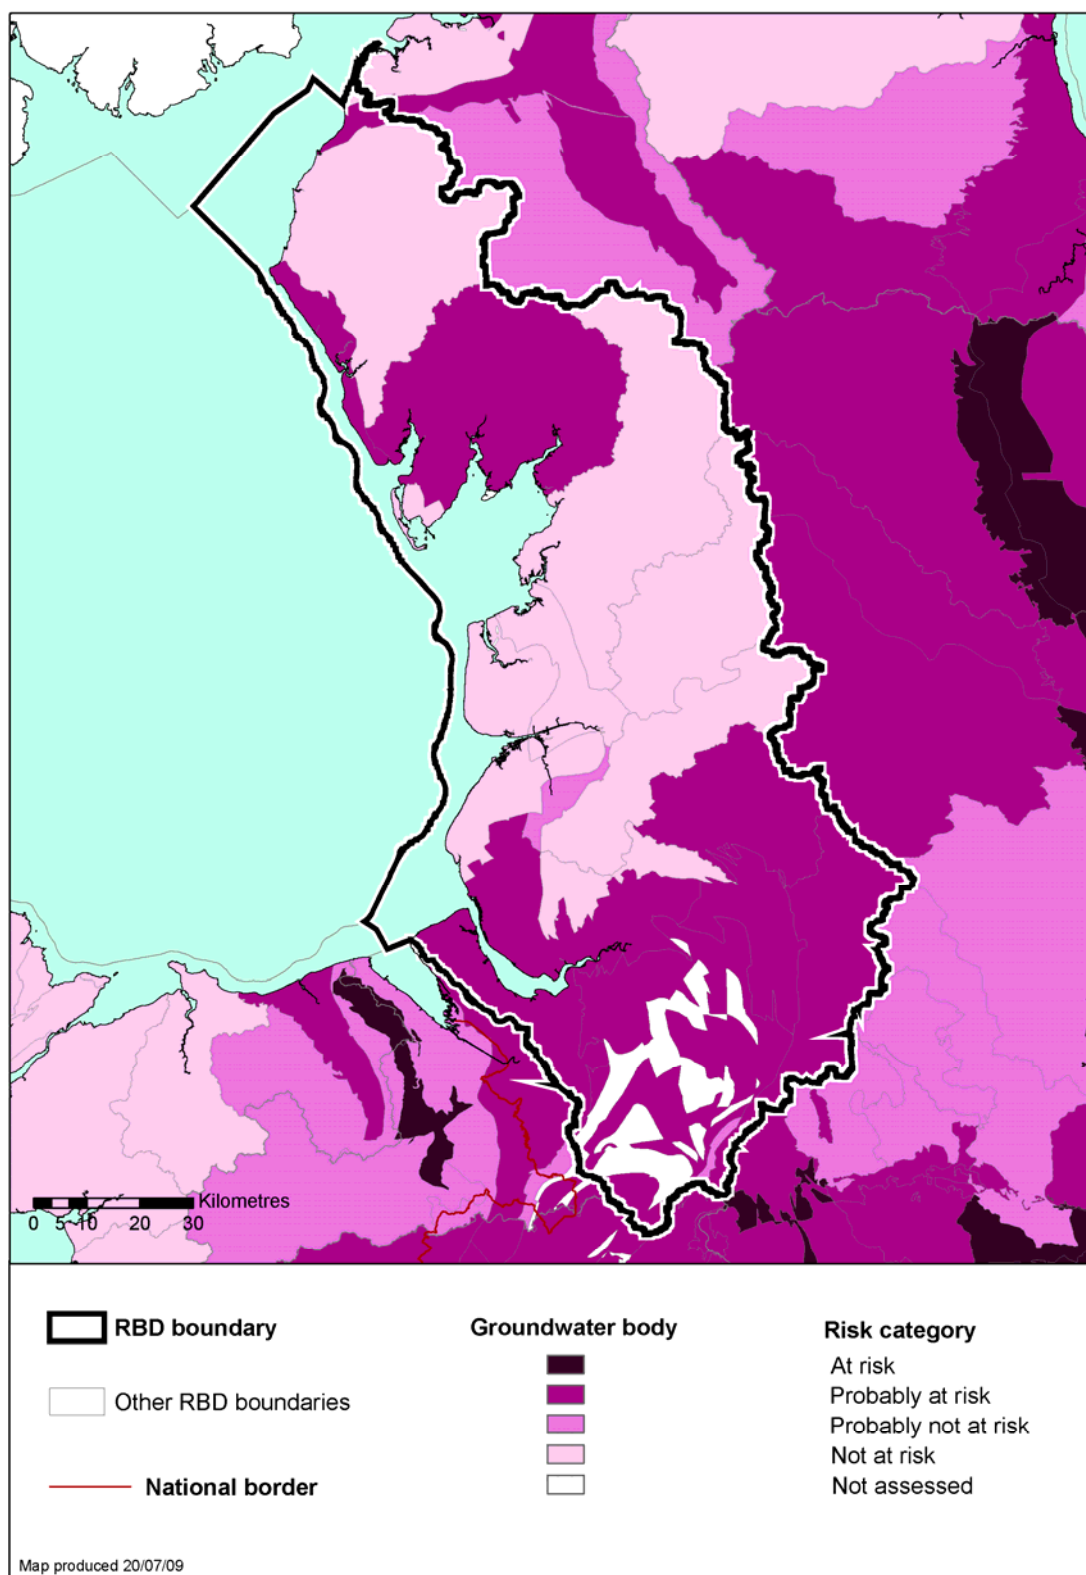 Kilometres
0 5 10 20 30
RBD boundary
Other RBD boundaries
National border
Groundwater body
Risk category
At risk
Probably at risk
Probably not at risk
Not at risk
Not assessed
Map produced 20/07/09